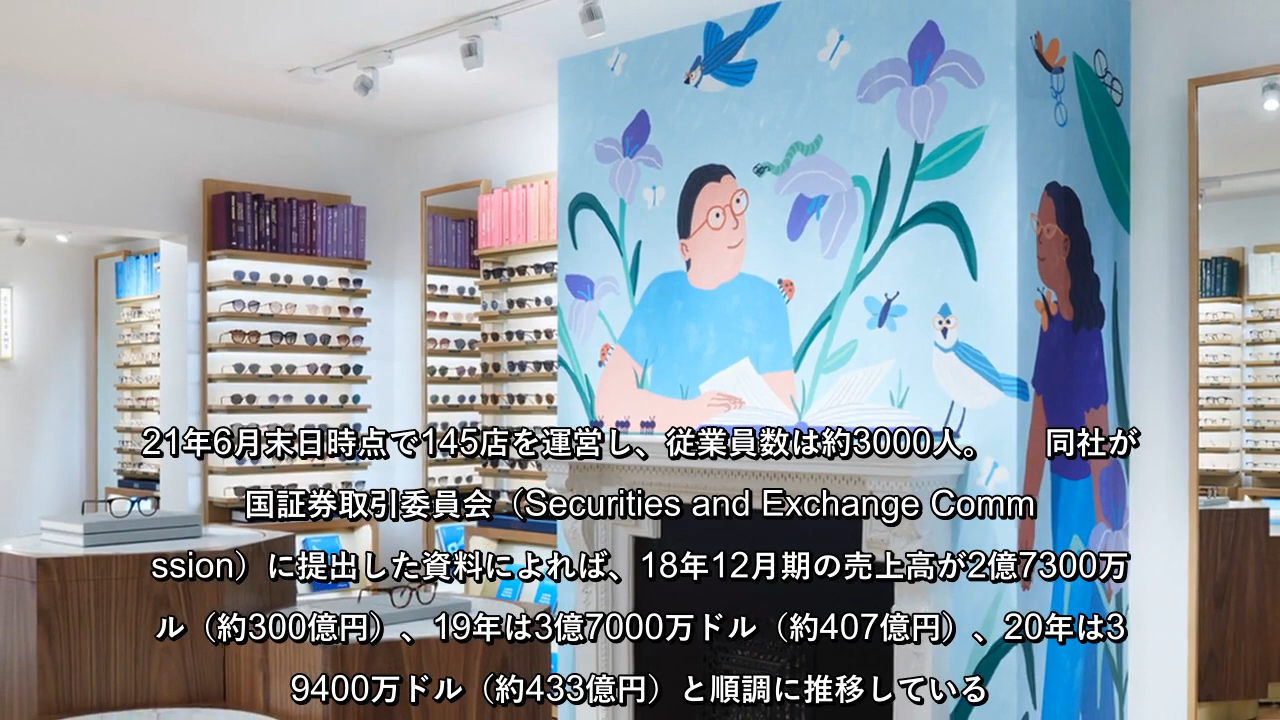 21年6月末日時点で145店を運営し、従業員数は約3000人。　　同社が
国証券取引委員会（Securities and Exchange Comm
ssion）に提出した資料によれば、18年12月期の売上高が2億7300万
ル（約300億円）、19年は3億7000万ドル（約407億円）、20年は3
9400万ドル（約433億円）と順調に推移している